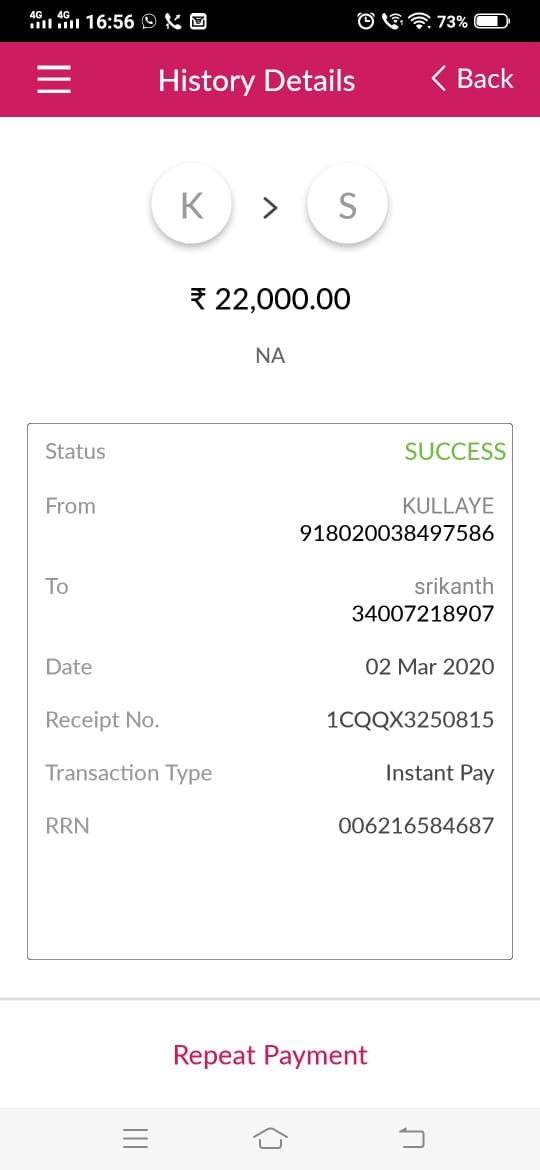 4G 4G 16:56 73%
History Details
Back
K > S
₹ 22,000.00
NA
Status SUCCESS
From KULLAYE
918020038497586
To srikanth
34007218907
Date 02 Mar 2020
Receipt No. 1CQQX3250815
Transaction Type Instant Pay
RRN 006216584687
Repeat Payment